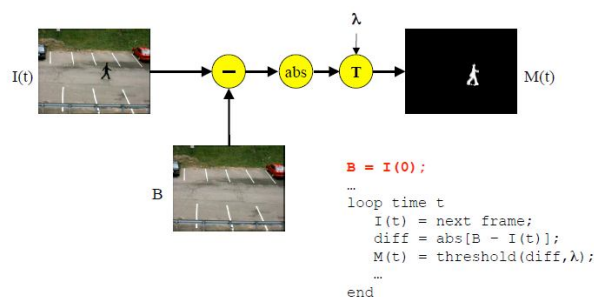 λ
I(t)
−
abs
T
M(t)
B
B = I(0);
…
loop time t
I(t) = next frame;
diff = abs[B - I(t)];
M(t) = threshold(diff,λ);
…
end